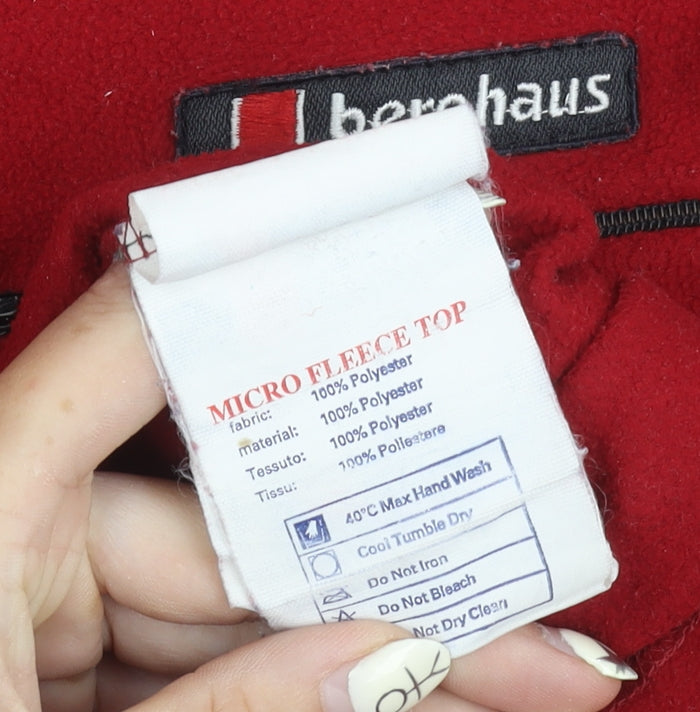 berghaus
MICRO FLEECE TOP
fabric: 100% Polyester
material: 100% Polyester
Tessuto: 100% Polyester
Tissu: 100% Poliestere
40°C Max Hand Wash
Cool Tumble Dry
Do Not Iron
Do Not Bleach
Not Dry Clean